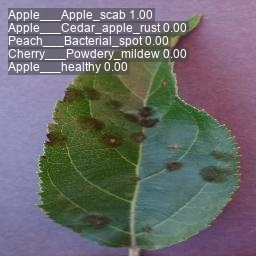 Apple___Apple_scab 1.00
Apple___Cedar_apple_rust 0.00
Peach___Bacterial_spot 0.00
Cherry___Powdery_mildew 0.00
Apple___healthy 0.00